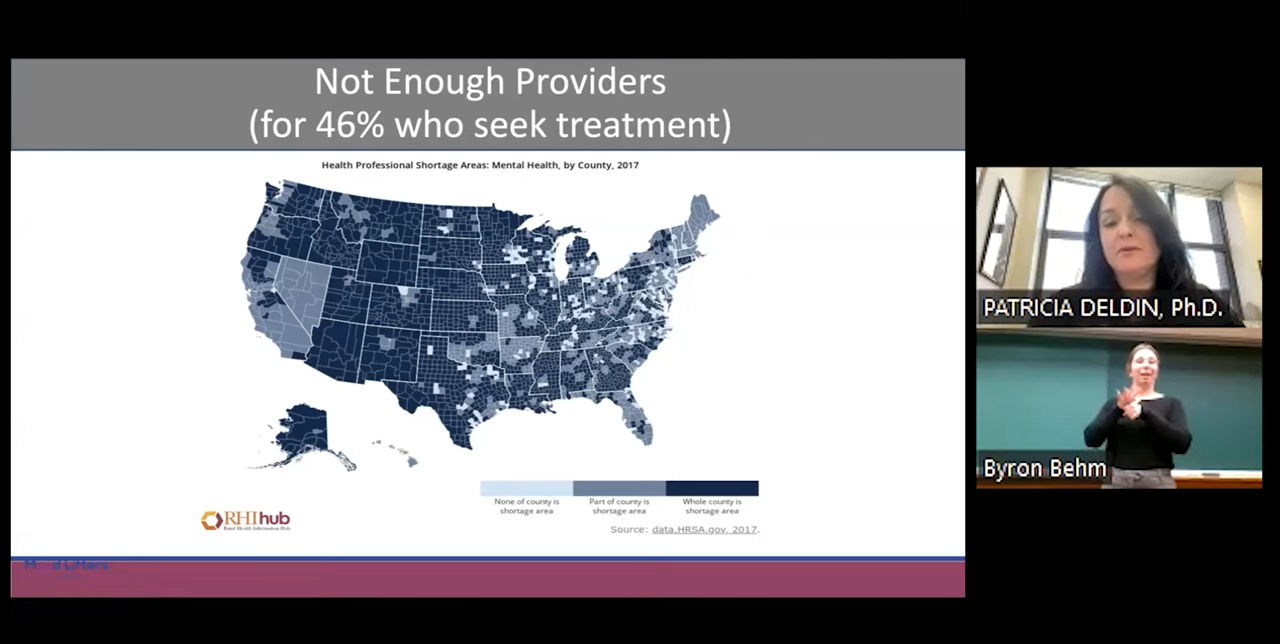 Not Enough Providers
(for 46% who seek treatment)
Health Professional Shortage Areas: Mental Health, by County, 2017
None of county is
shortage area
Part of county is
shortage area
Whole county is
shortage area
RHIhub
Rural Health Information Hub
Source: data.HRSA.gov, 2017.
Mood Lifters
PATRICIA DELDIN, Ph.D.
Byron Behm